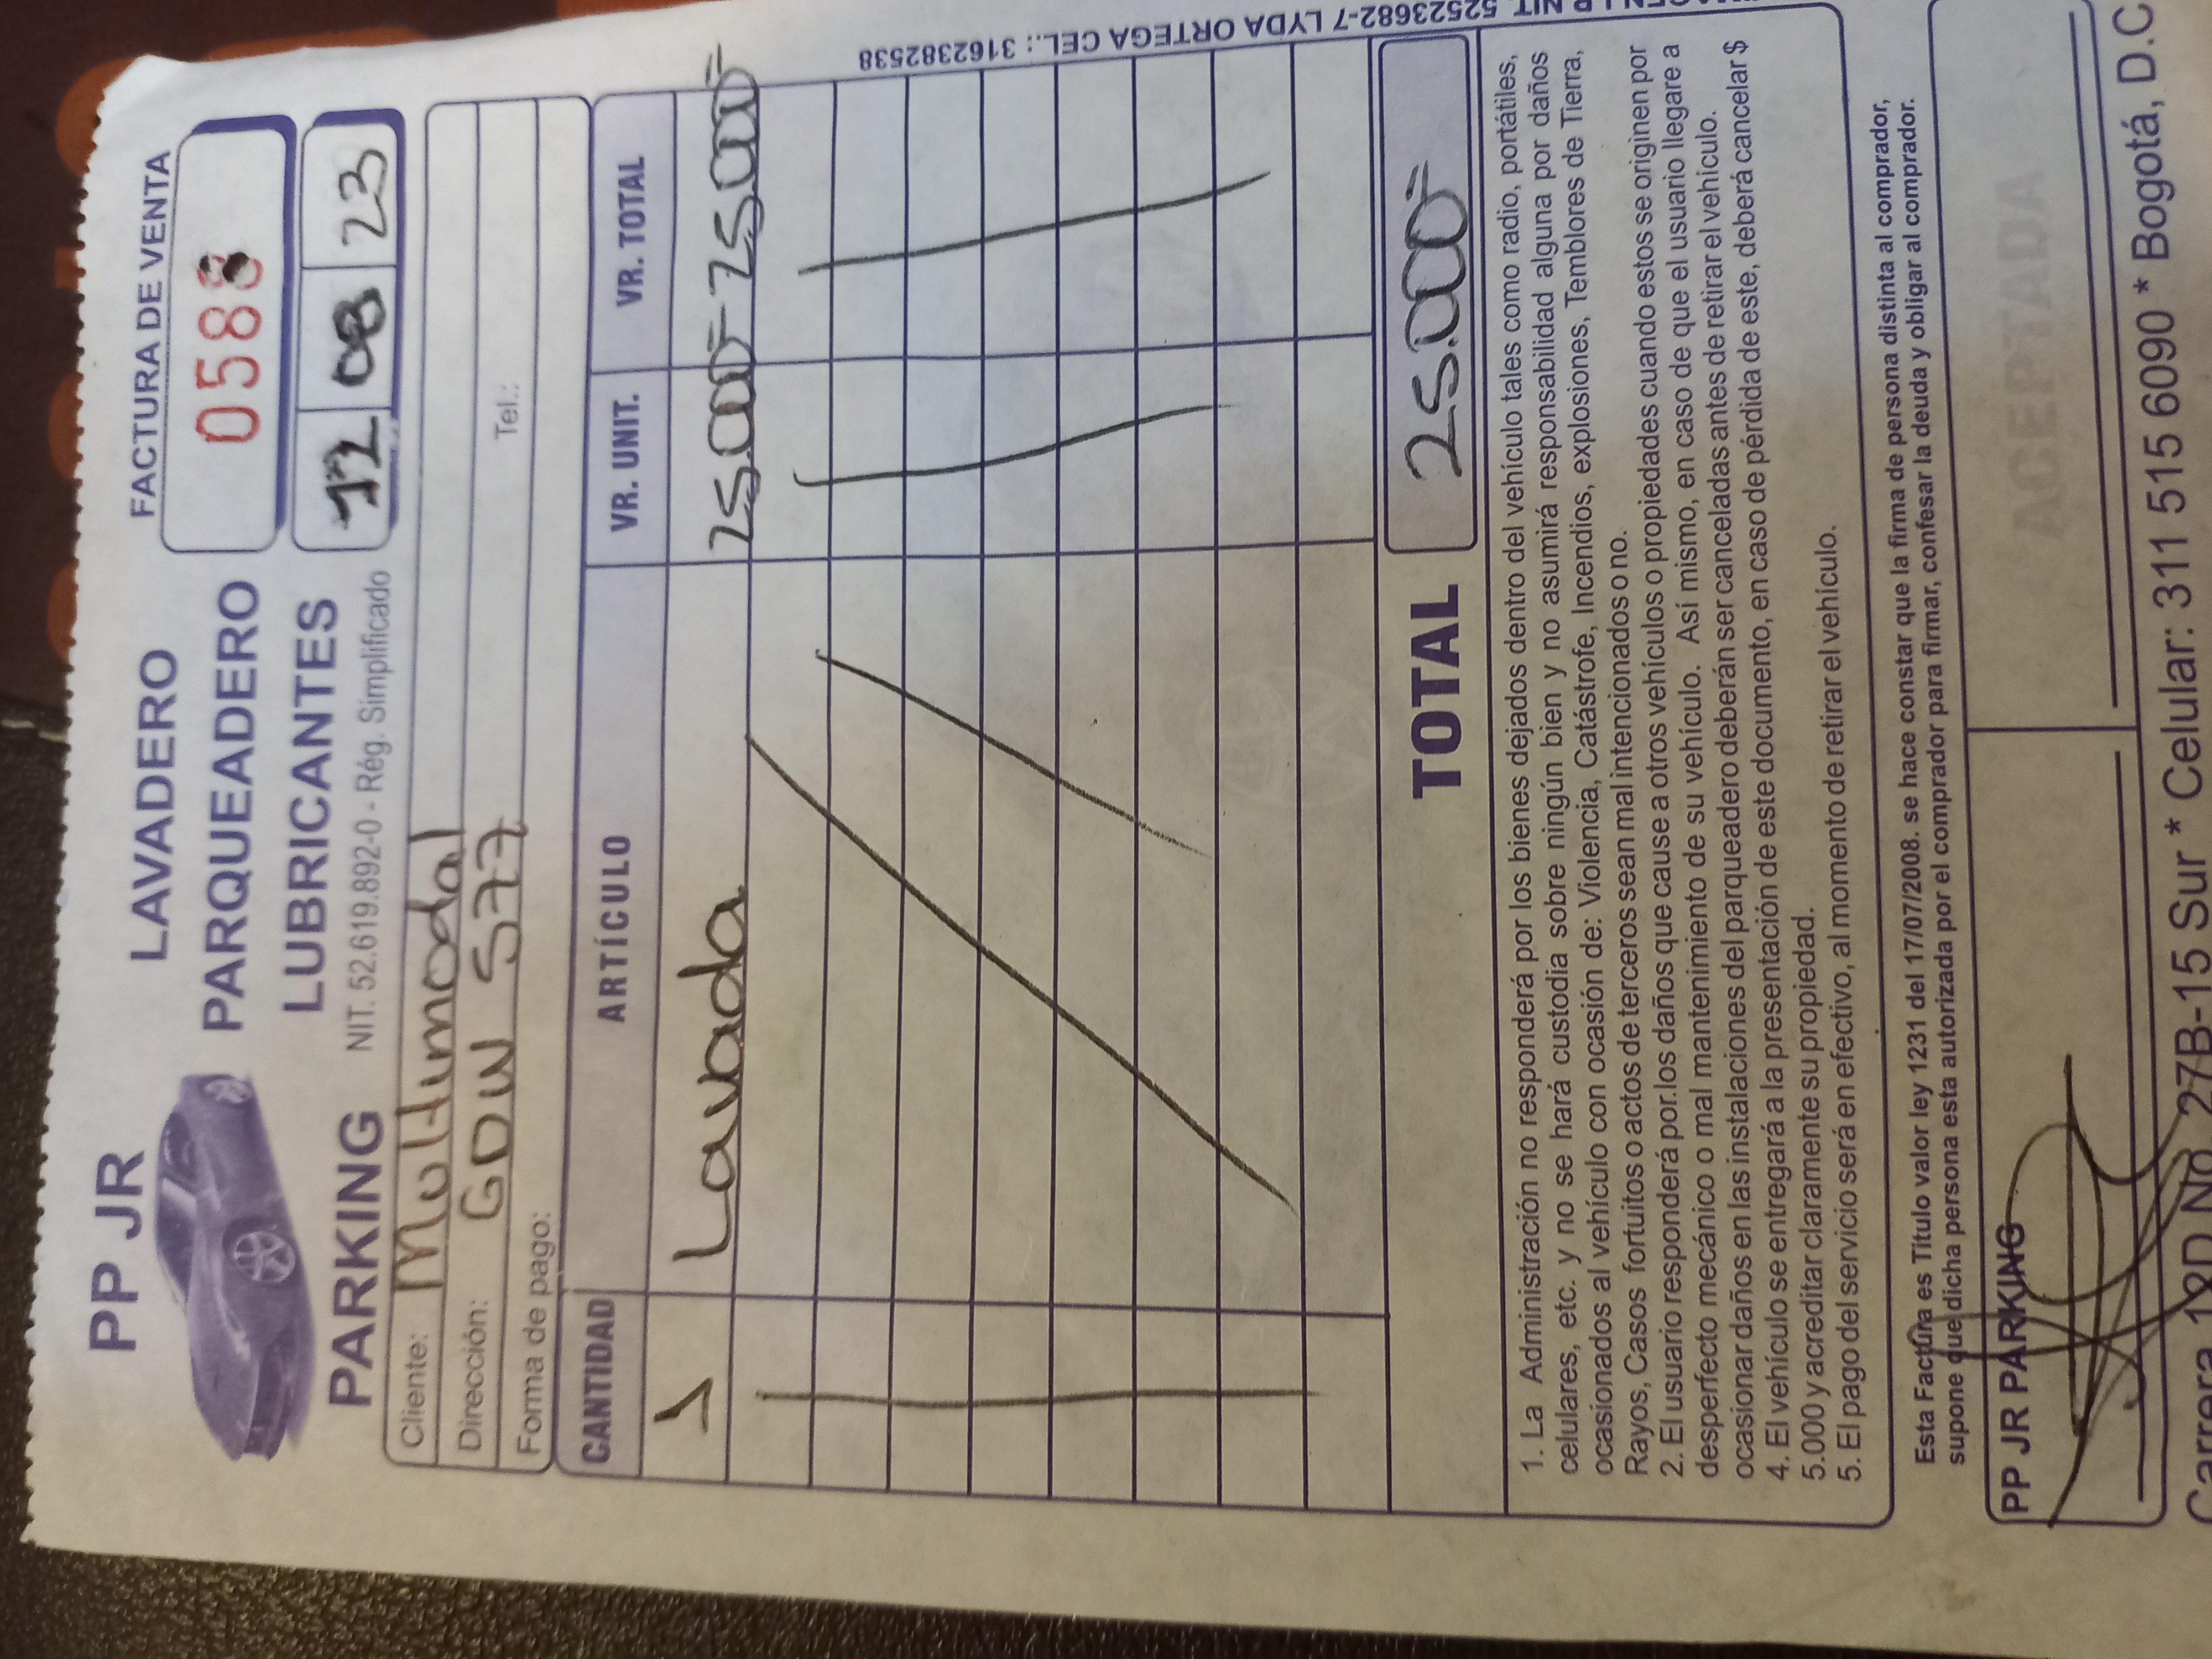 PP JR
PARKING
LAVADERO
PARQUEADERO
LUBRICANTES
NIT. 52.619.892-0 - Rég. Simplificado
FACTURA DE VENTA
058
12 08 23
Cliente: Multimodal
Dirección: GDW 577
Forma de pago:
Tel.:
CANTIDAD ARTÍCULO VR. UNIT. VR. TOTAL
1 Lavada 25.000= 25.000=
TOTAL 25.000=
1. La Administración no responderá por los bienes dejados dentro del vehículo tales como radio, portátiles,
celulares, etc. y no se hará custodia sobre ningún bien y no asumirá responsabilidad alguna por daños
ocasionados al vehículo con ocasión de: Violencia, Catástrofe, Incendios, explosiones, Temblores de Tierra,
Rayos, Casos fortuitos o actos de terceros sean mal intencionados o no.
2. El usuario responderá por los daños que cause a otros vehículos o propiedades cuando estos se originen por
desperfecto mecánico o mal mantenimiento de su vehículo. Así mismo, en caso de que el usuario llegare a
ocasionar daños en las instalaciones del parqueadero deberán ser canceladas antes de retirar el vehículo.
4. El vehículo se entregará a la presentación de este documento, en caso de pérdida de este, deberá cancelar $
5.000 y acreditar claramente su propiedad.
5. El pago del servicio será en efectivo, al momento de retirar el vehículo.
Esta Factura es Titulo valor ley 1231 del 17/07/2008. se hace constar que la firma de persona distinta al comprador,
supone que dicha persona esta autorizada por el comprador para firmar, confesar la deuda y obligar al comprador.
PP JR PARKING
ACEPTADA
Carrera 12D No. 27B-15 Sur * Celular: 311 515 6090 * Bogotá, D.C
NIT. 52523682-7 LYDA ORTEGA CEL.: 3162382538